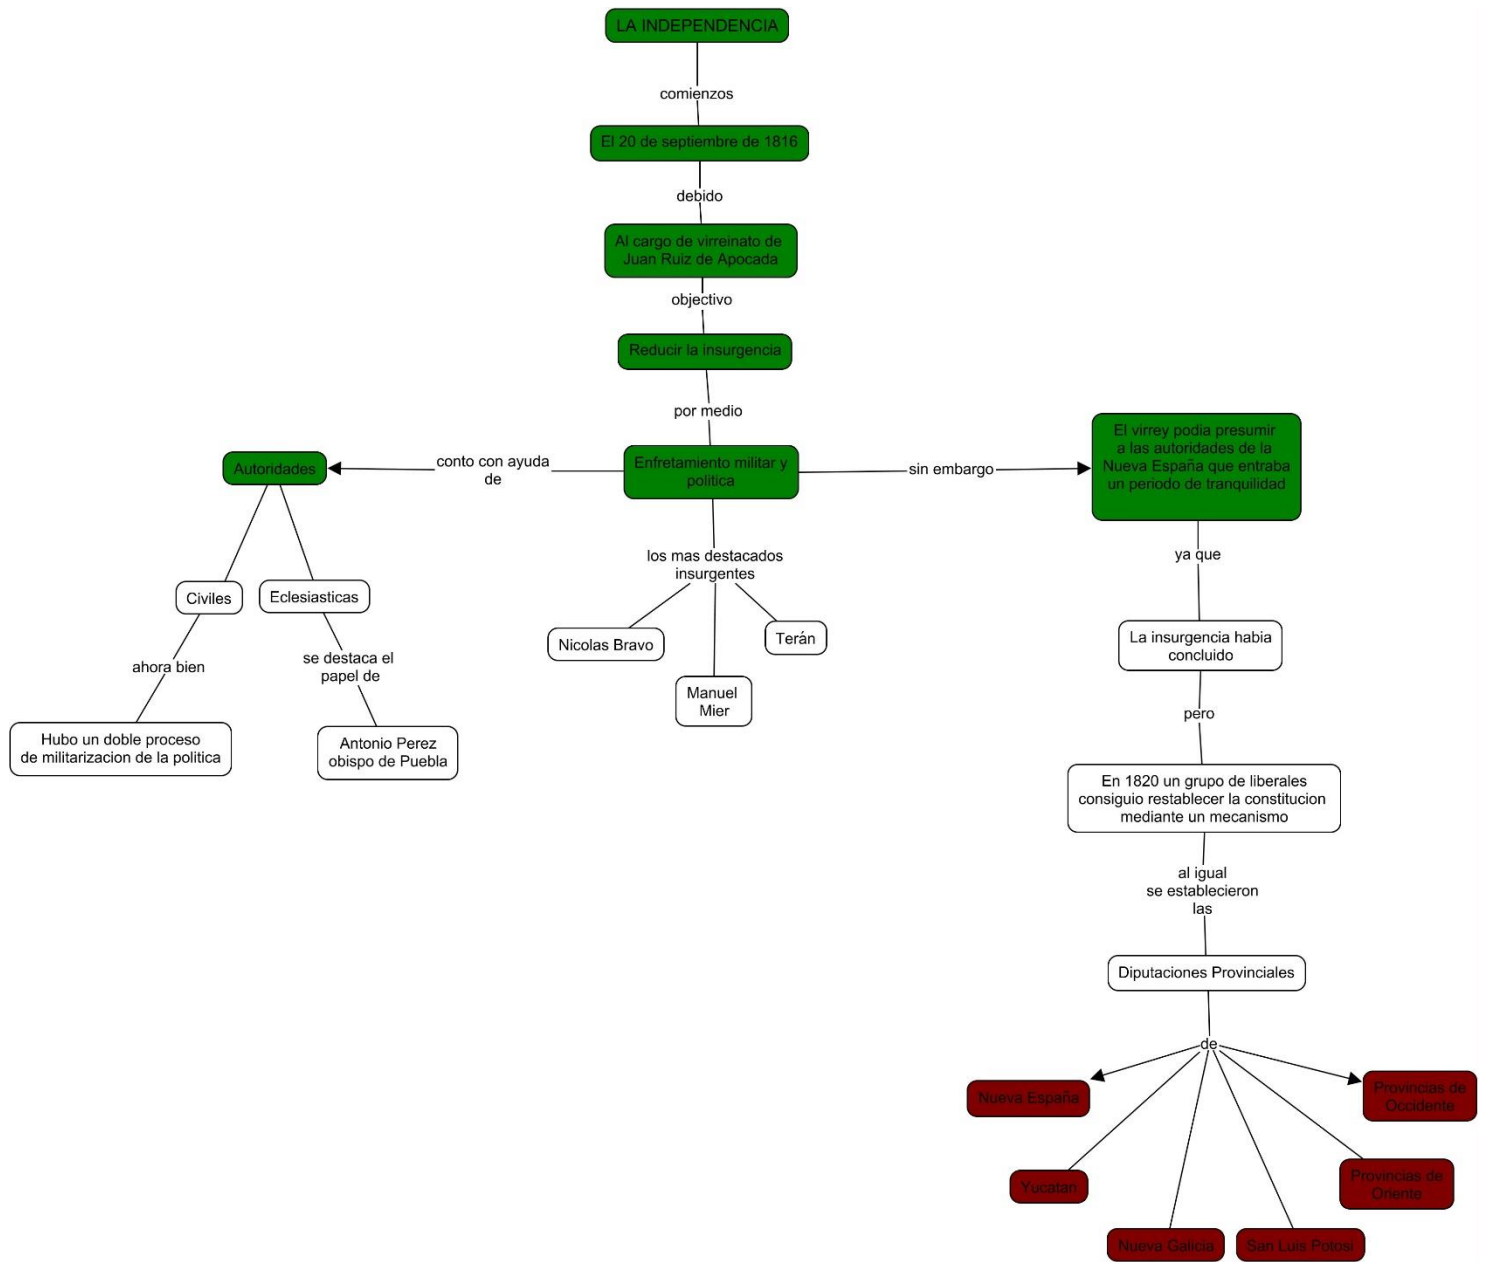 LA INDEPENDENCIA
comienzos
El 20 de septiembre de 1816
debido
Al cargo de virreinato de
Juan Ruiz de Apocada
objectivo
Reducir la insurgencia
por medio
Enfretamiento militar y
politica
conto con ayuda
de
Autoridades
Civiles
ahora bien
Hubo un doble proceso
de militarizacion de la politica
Eclesiasticas
se destaca el
papel de
Antonio Perez
obispo de Puebla
los mas destacados
insurgentes
Nicolas Bravo
Manuel
Mier
Terán
sin embargo
El virrey podia presumir
a las autoridades de la
Nueva España que entraba
un periodo de tranquilidad
ya que
La insurgencia habia
concluido
pero
En 1820 un grupo de liberales
consiguio restablecer la constitucion
mediante un mecanismo
al igual
se establecieron
las
Diputaciones Provinciales
de
Nueva España
Yucatan
Nueva Galicia
San Luis Potosi
Provincias de
Oriente
Provincias de
Occidente